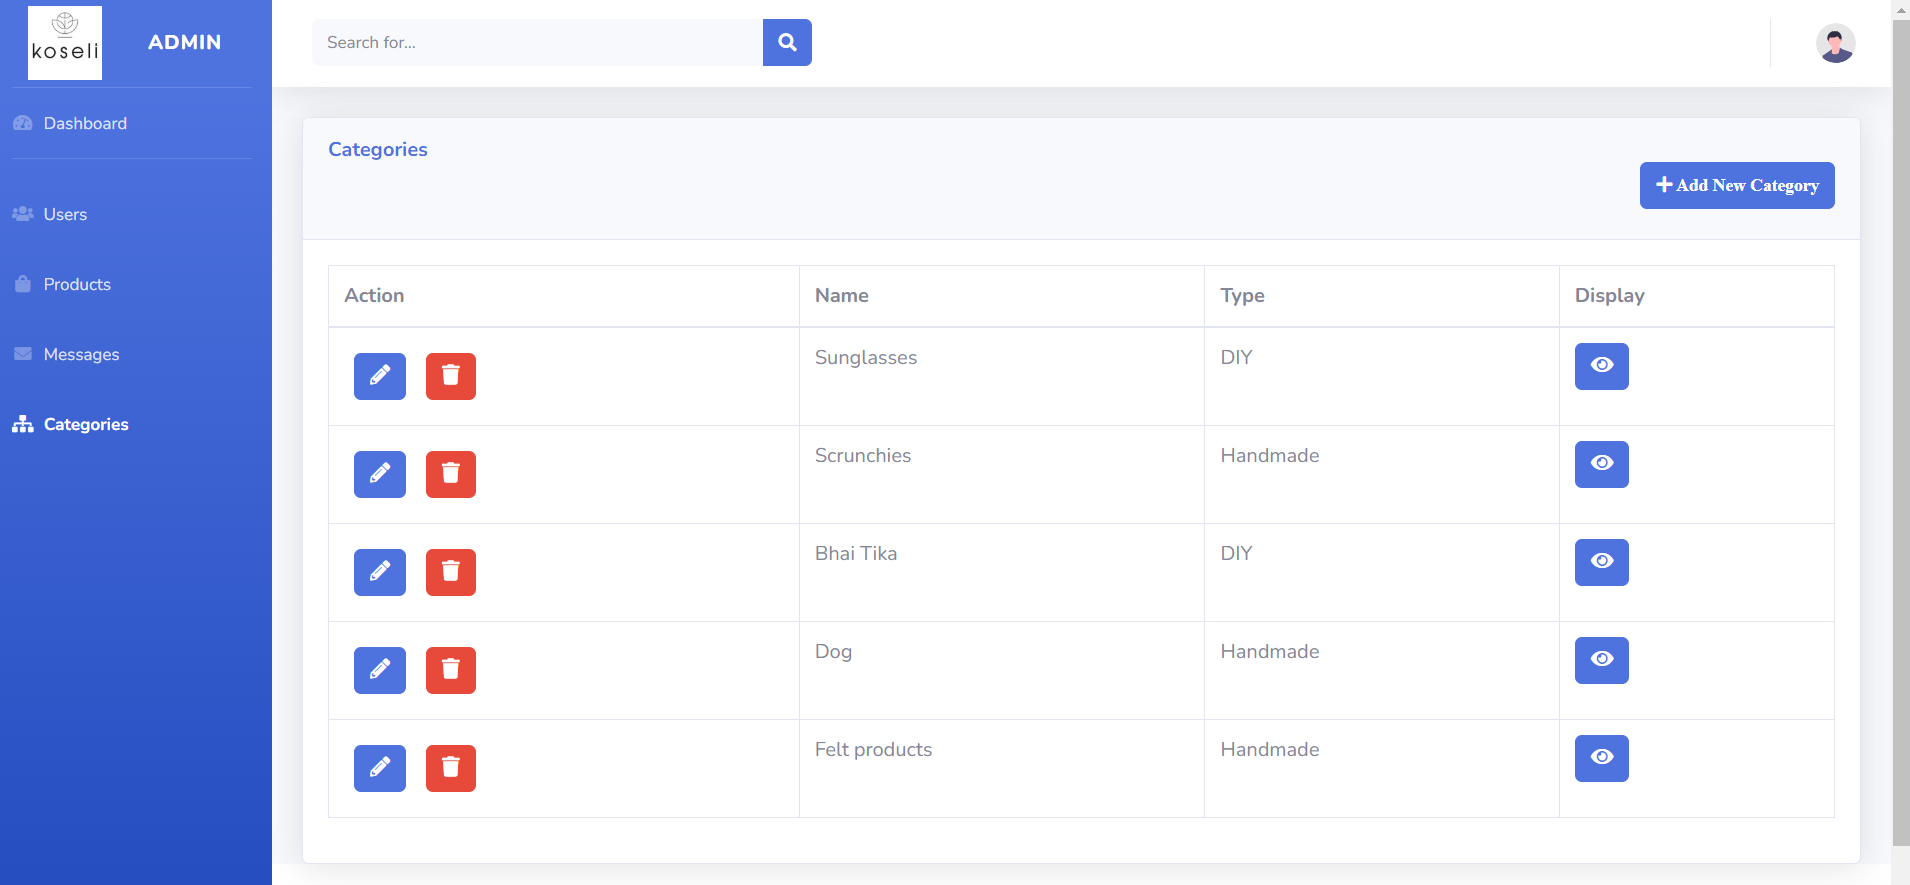 koseli
ADMIN
Search for...
Dashboard
Users
Products
Messages
Categories
Categories
Add New Category
Action Name Type Display
Sunglasses DIY
Scrunchies Handmade
Bhai Tika DIY
Dog Handmade
Felt products Handmade